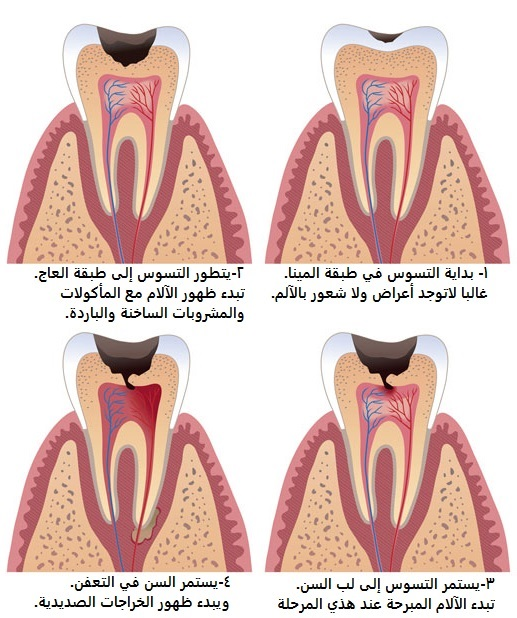 ١- بداية التسوس في طبقة المينا.
غالبا لاتوجد أعراض ولا شعور بالألم.
٢-يتطور التسوس إلى طبقة العاج.
تبدء ظهور الآلام مع المأكولات
والمشروبات الساخنة والباردة.
٣-يستمر التسوس إلى لب السن.
تبدء الآلام المبرحة عند هذي المرحلة
٤-يستمر السن في التعفن.
ويبدء ظهور الخراجات الصديدية.